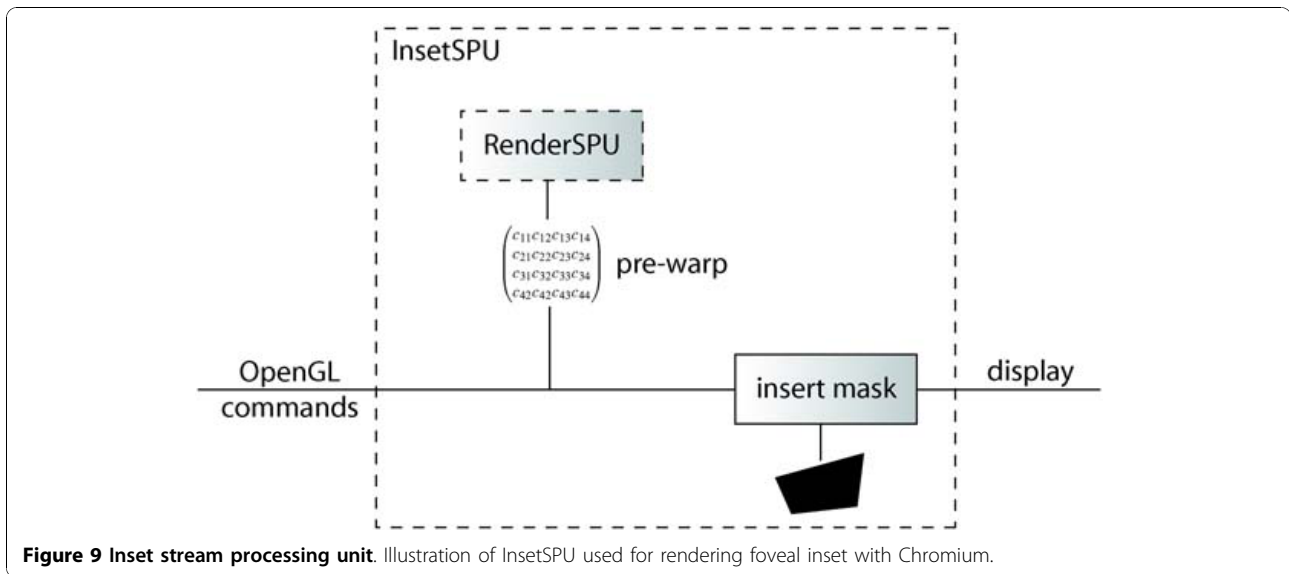 InsetSPU
RenderSPU
c11c12c13c14
c21c22c23c24
c31c32c33c34
c42c42c43c44
pre-warp
OpenGL
commands
insert mask
display
Figure 9 Inset stream processing unit. Illustration of InsetSPU used for rendering foveal inset with Chromium.